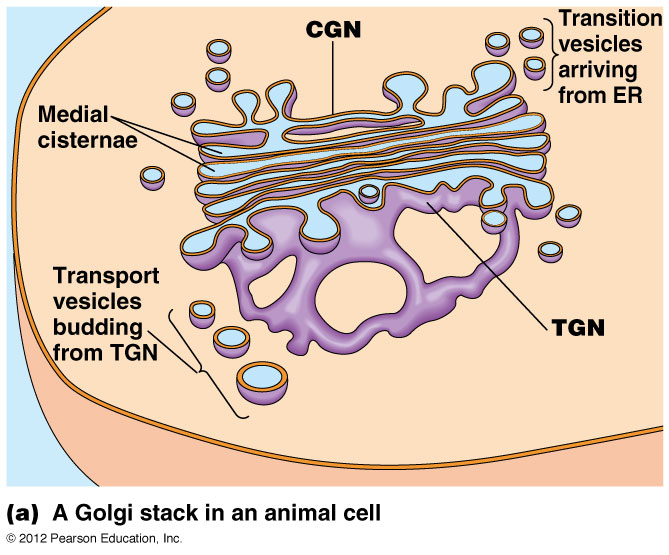 CGN
Transition
vesicles
arriving
from ER
Medial
cisternae
Transport
vesicles
budding
from TGN
TGN
(a) A Golgi stack in an animal cell
© 2012 Pearson Education, Inc.